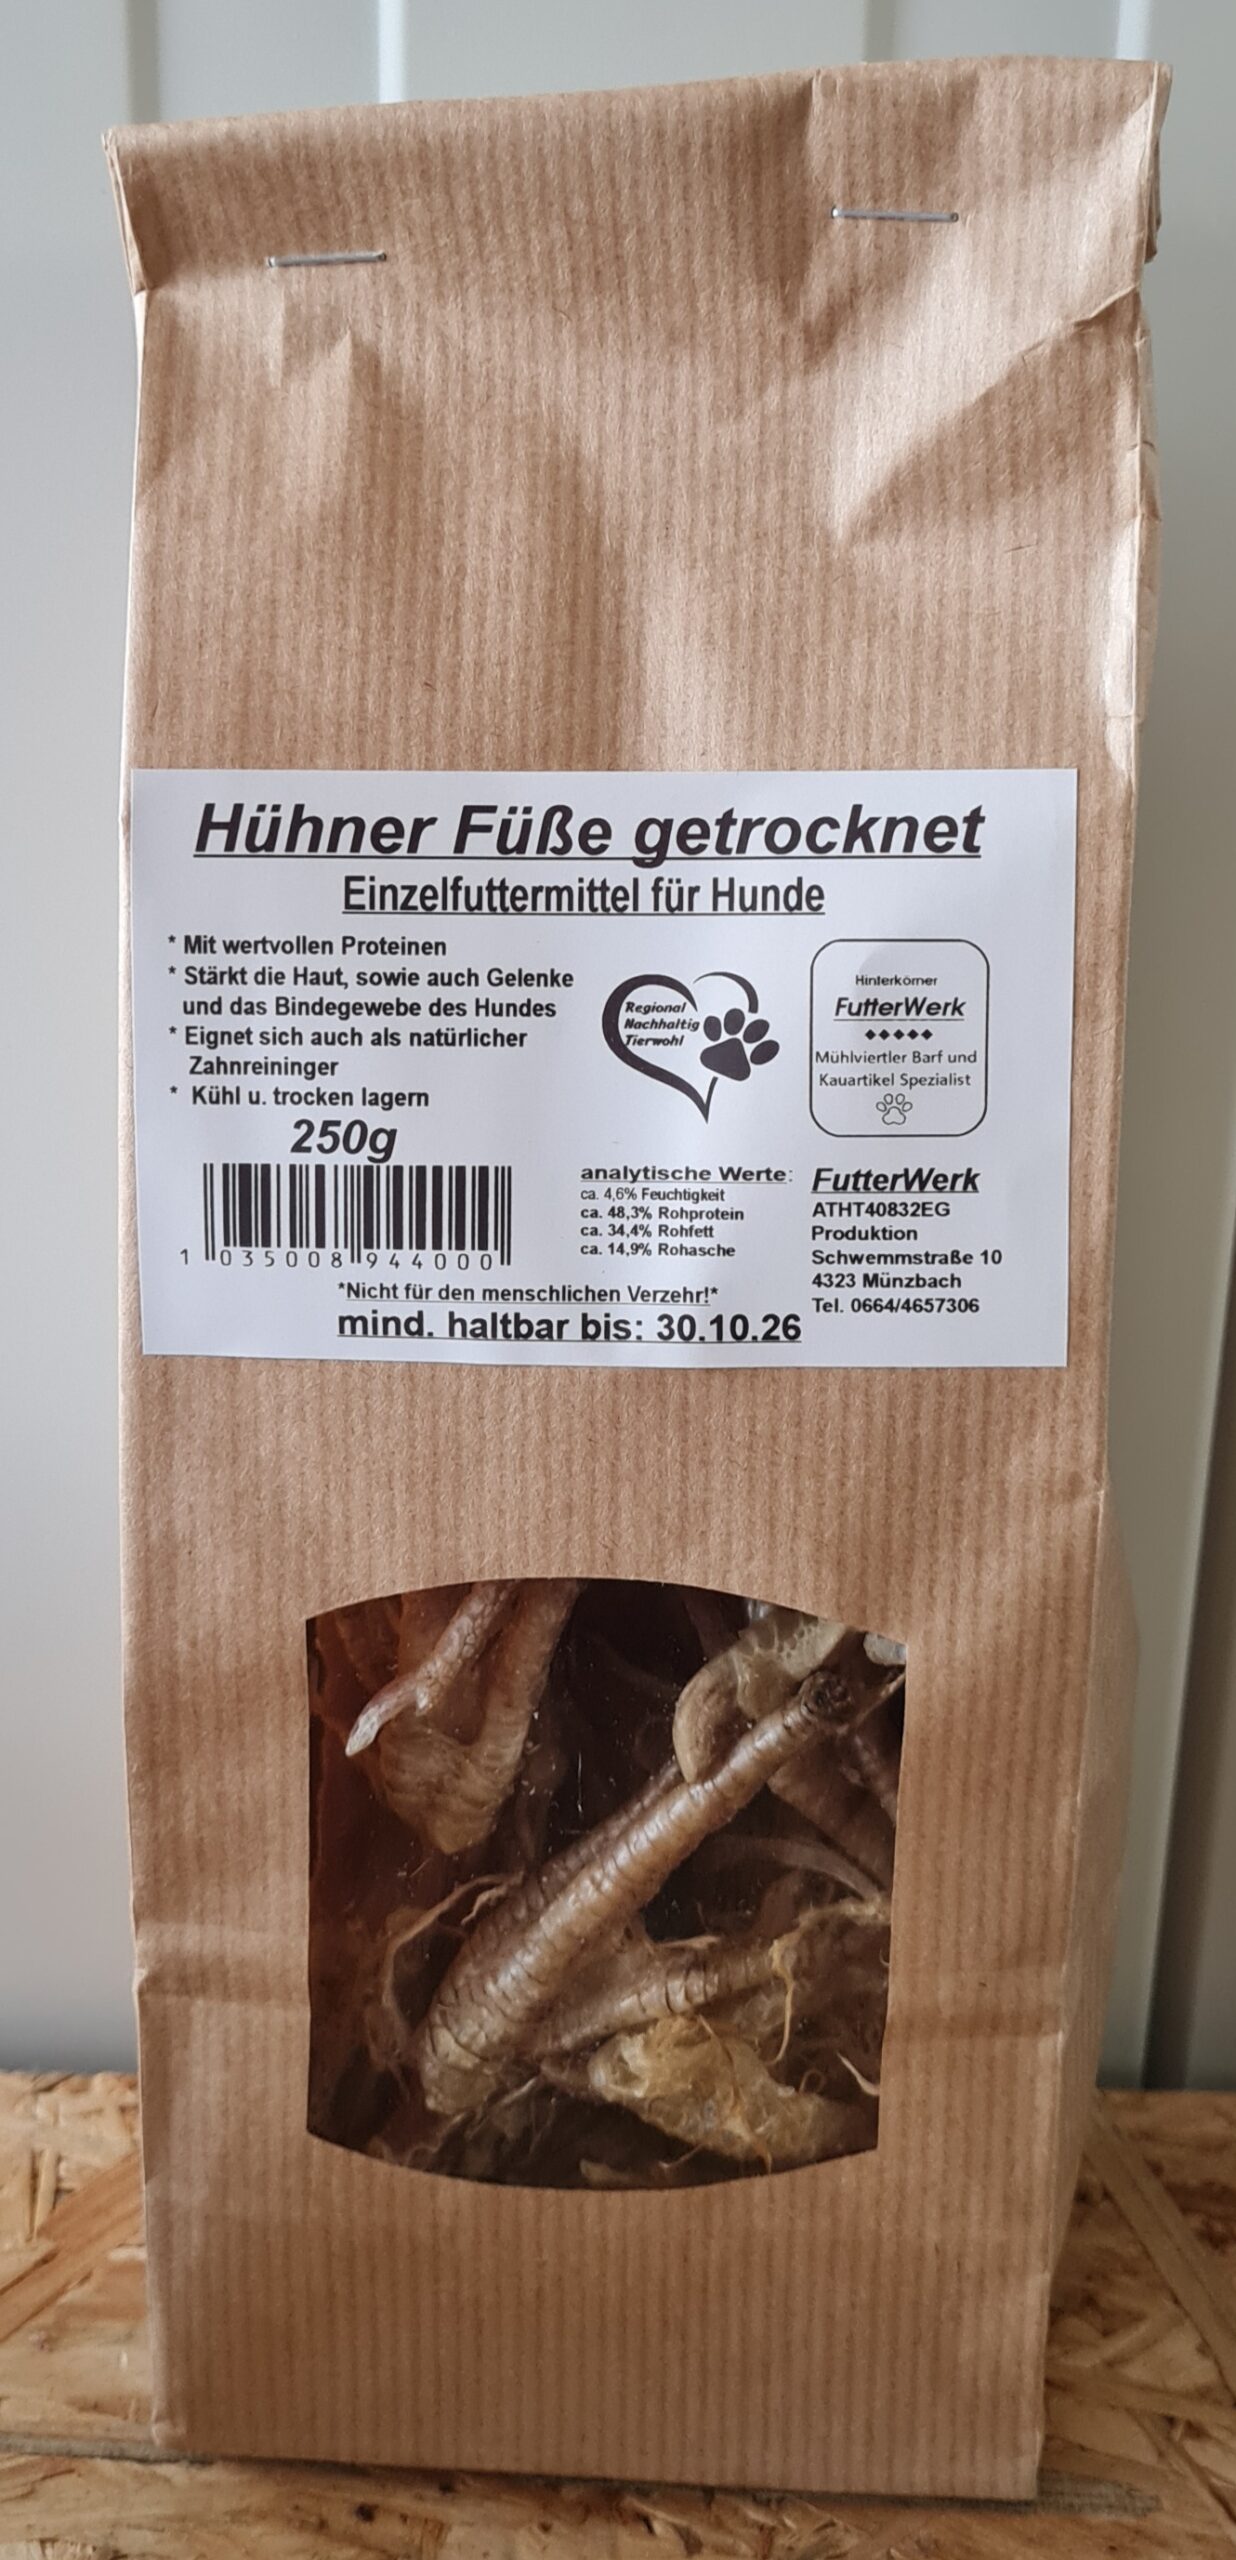 Hühner Füße getrocknet
Einzelfuttermittel für Hunde
* Mit wertvollen Proteinen
* Stärkt die Haut, sowie auch Gelenke
und das Bindegewebe des Hundes
* Eignet sich auch als natürlicher
Zahnreininger
* Kühl u. trocken lagern
250g
1 035008 944000
Regional
Nachhaltig
Tierwohl
Hinterkörner
FutterWerk
Mühlviertler Barf und
Kauartikel Spezialist
analytische Werte:
ca. 4,6% Feuchtigkeit
ca. 48,3% Rohprotein
ca. 34,4% Rohfett
ca. 14,9% Rohasche
FutterWerk
ATHT40832EG
Produktion
Schwemmstraße 10
4323 Münzbach
Tel. 0664/4657306
*Nicht für den menschlichen Verzehr!*
mind. haltbar bis: 30.10.26